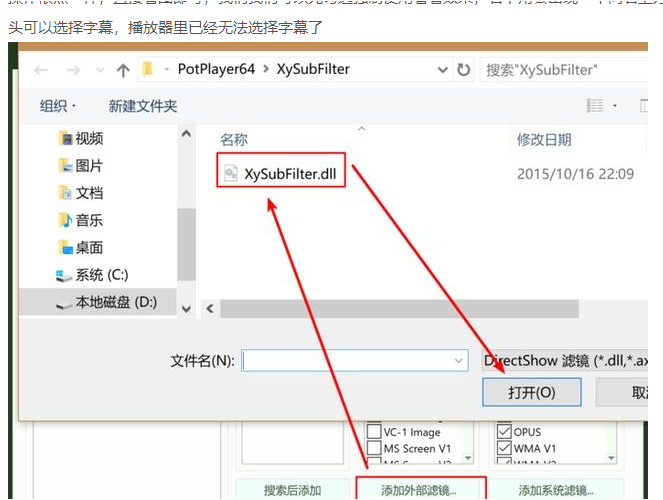 头可以选择字幕，播放器里已经无法选择字幕了
PotPlayer64 > XySubFilter
搜索"XySubFilter"
组织
新建文件夹
名称
修改日期
视频
图片
文档
音乐
桌面
系统 (C:)
本地磁盘 (D:)
XySubFilter.dll
2015/10/16 22:09
文件名(N):
DirectShow 滤镜 (*.dll,*.ax
打开(O)
取
VC-1 Image
MS Screen V1
OPUS
WMA V1
搜索后添加
添加外部滤镜...
添加系统滤镜...